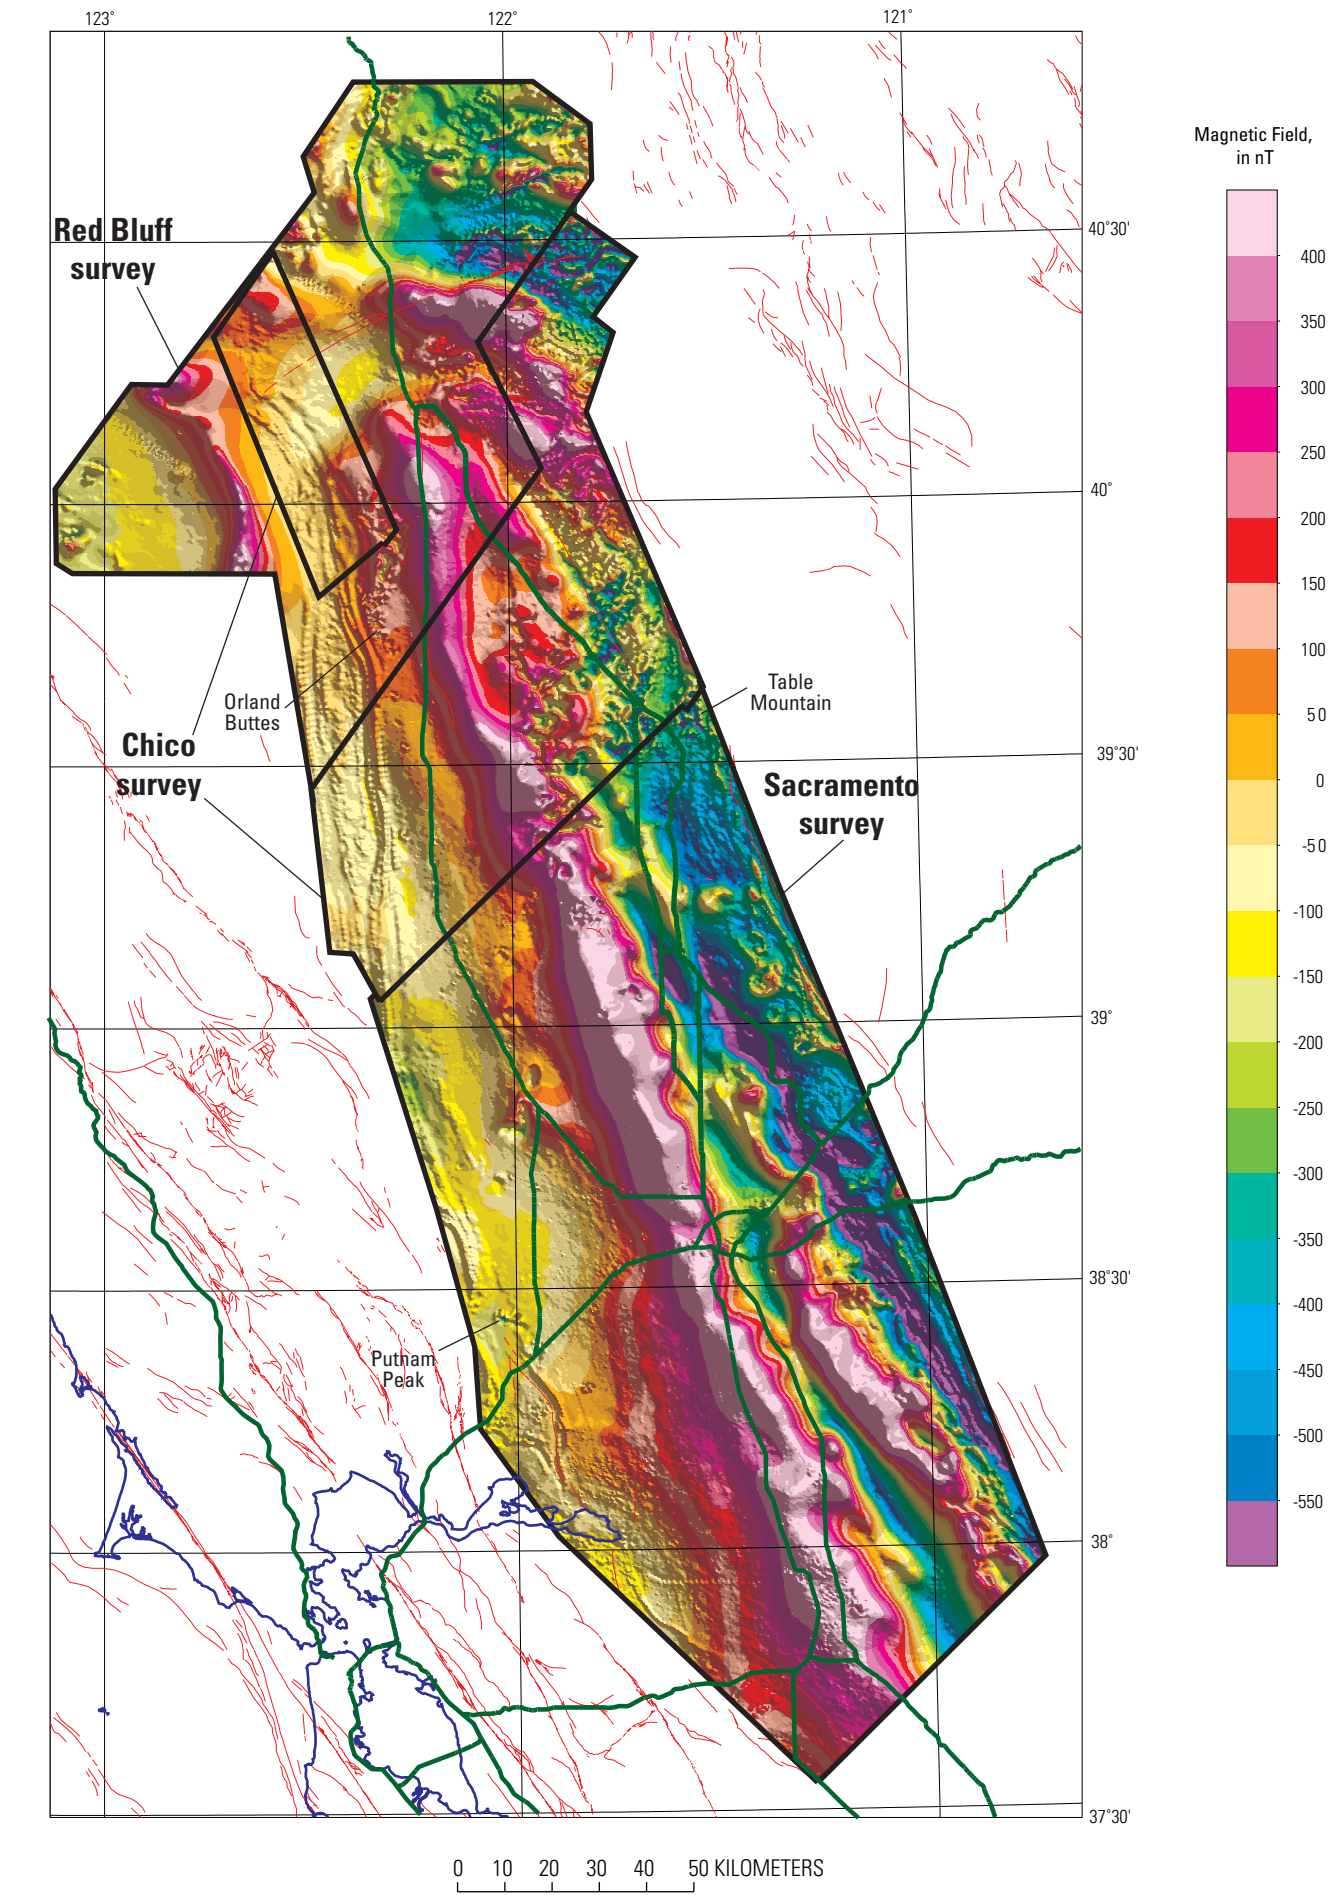 123°
122°
121°
Magnetic Field,
in nT
Red Bluff
survey
40°30'
400
350
300
250
40°
200
150
100
Orland
Buttes
Table
Mountain
50
Chico
survey
39°30'
0
Sacramento
survey
-50
-100
-150
39°
-200
-250
-300
-350
38°30'
-400
Putnam
Peak
-450
-500
-550
38°
37°30'
0 10 20 30 40 50 KILOMETERS